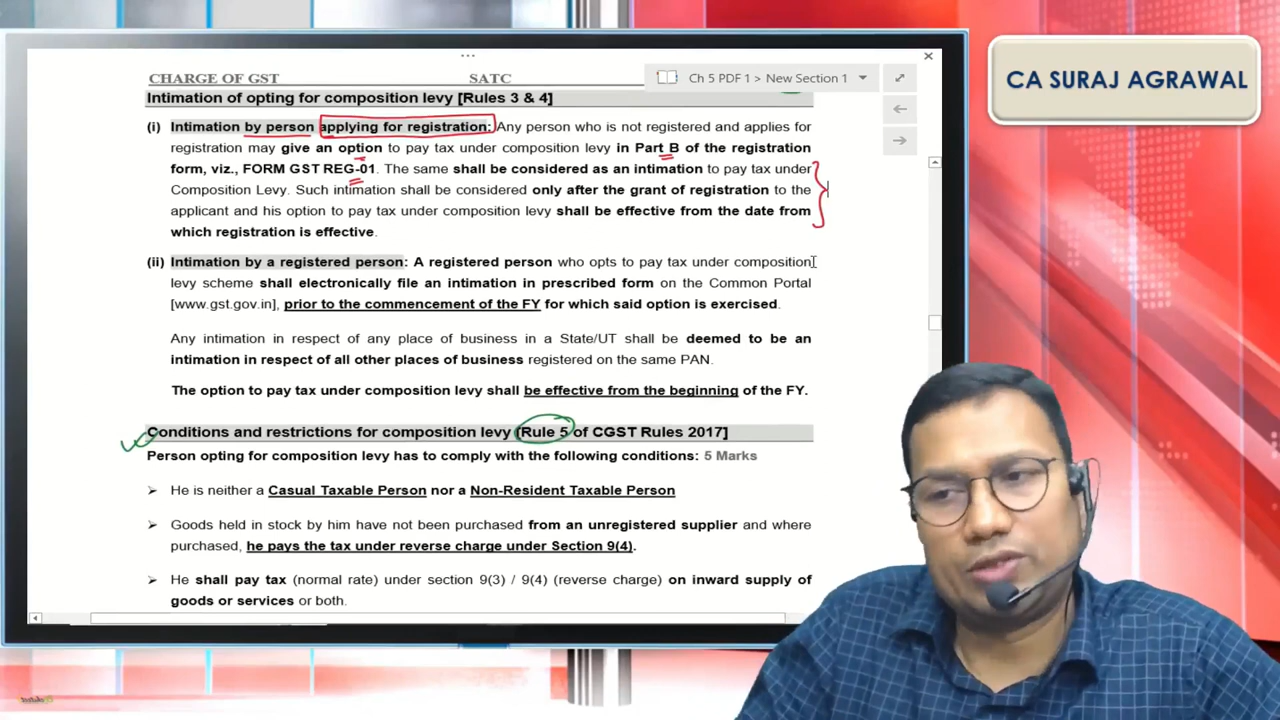 CA SURAJ AGRAWAL
CHARGE OF GST SATC
Ch 5 PDF 1 > New Section 1
Intimation of opting for composition levy [Rules 3 & 4]
(i) Intimation by person applying for registration: Any person who is not registered and applies for
registration may give an option to pay tax under composition levy in Part B of the registration
form, viz., FORM GST REG-01. The same shall be considered as an intimation to pay tax under
Composition Levy. Such intimation shall be considered only after the grant of registration to the
applicant and his option to pay tax under composition levy shall be effective from the date from
which registration is effective.
(ii) Intimation by a registered person: A registered person who opts to pay tax under composition
levy scheme shall electronically file an intimation in prescribed form on the Common Portal
[www.gst.gov.in], prior to the commencement of the FY for which said option is exercised.
Any intimation in respect of any place of business in a State/UT shall be deemed to be an
intimation in respect of all other places of business registered on the same PAN.
The option to pay tax under composition levy shall be effective from the beginning of the FY.
Conditions and restrictions for composition levy [Rule 5 of CGST Rules 2017]
Person opting for composition levy has to comply with the following conditions: 5 Marks
➢ He is neither a Casual Taxable Person nor a Non-Resident Taxable Person
➢ Goods held in stock by him have not been purchased from an unregistered supplier and where
purchased, he pays the tax under reverse charge under Section 9(4).
➢ He shall pay tax (normal rate) under section 9(3) / 9(4) (reverse charge) on inward supply of
goods or services or both.